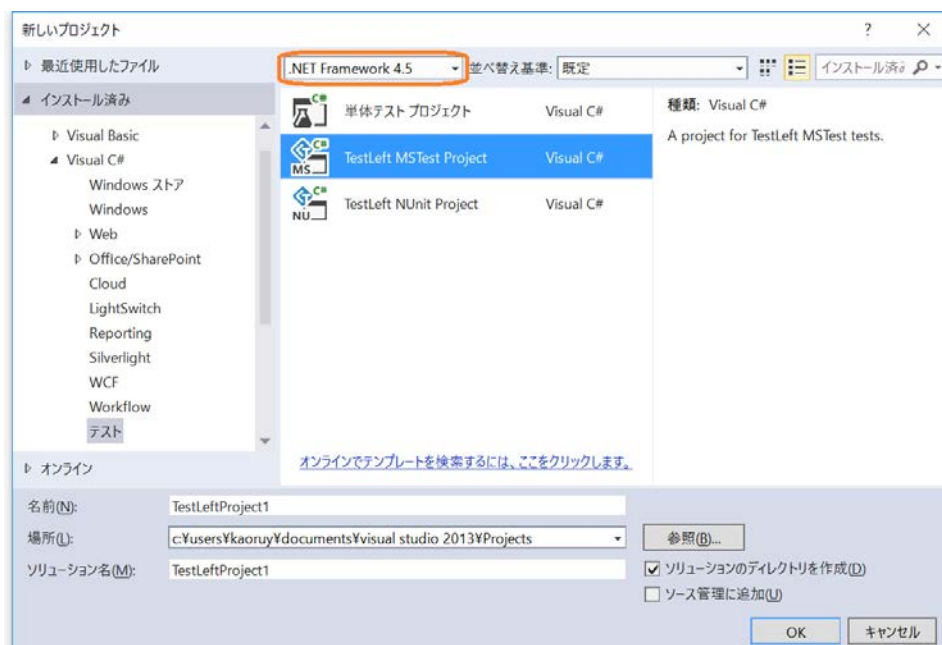 新しいプロジェクト
? ×
最近使用したファイル
.NET Framework 4.5
並べ替え基準: 既定
インストール済み
単体テスト プロジェクト Visual C#
TestLeft MSTest Project Visual C#
TestLeft NUnit Project Visual C#
種類: Visual C#
A project for TestLeft MSTest tests.
インストール済み
Visual Basic
Visual C#
Windows ストア
Windows
Web
Office/SharePoint
Cloud
LightSwitch
Reporting
Silverlight
WCF
Workflow
テスト
オンライン
オンラインでテンプレートを検索するには、ここをクリックします。
名前(N): TestLeftProject1
場所(L): c:¥users¥kaoruy¥documents¥visual studio 2013¥Projects
参照(B)...
ソリューション名(M): TestLeftProject1
ソリューションのディレクトリを作成(D)
ソース管理に追加(U)
OK キャンセル